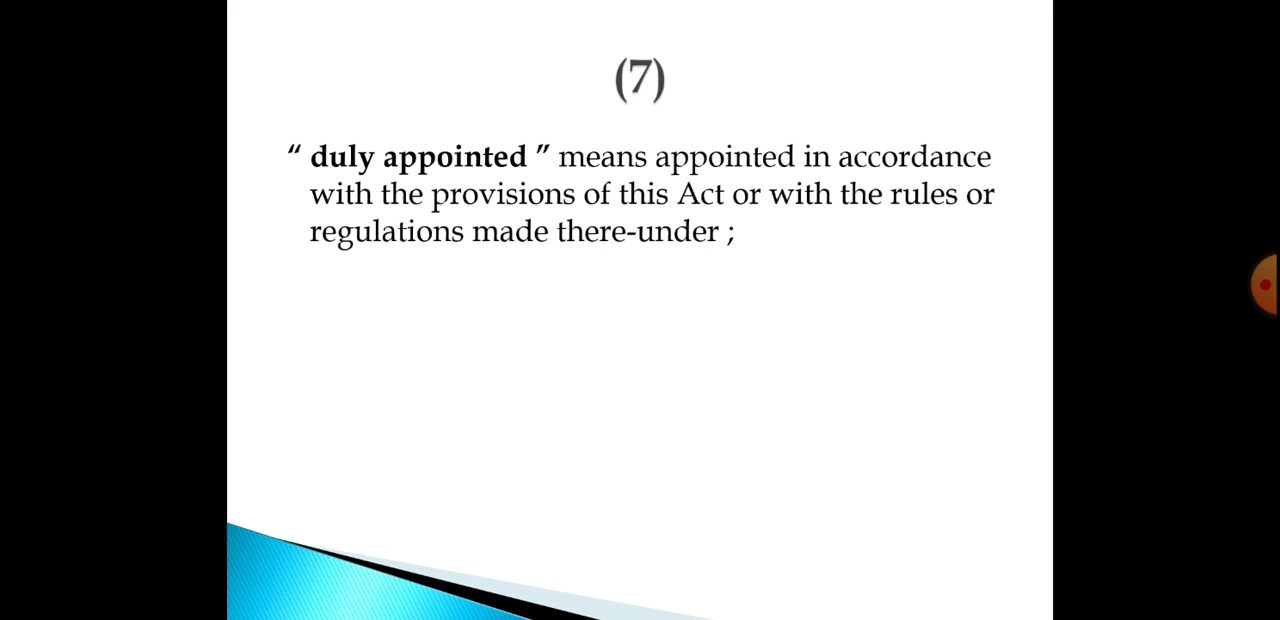 (7)
“ duly appointed ” means appointed in accordance
with the provisions of this Act or with the rules or
regulations made there-under ;